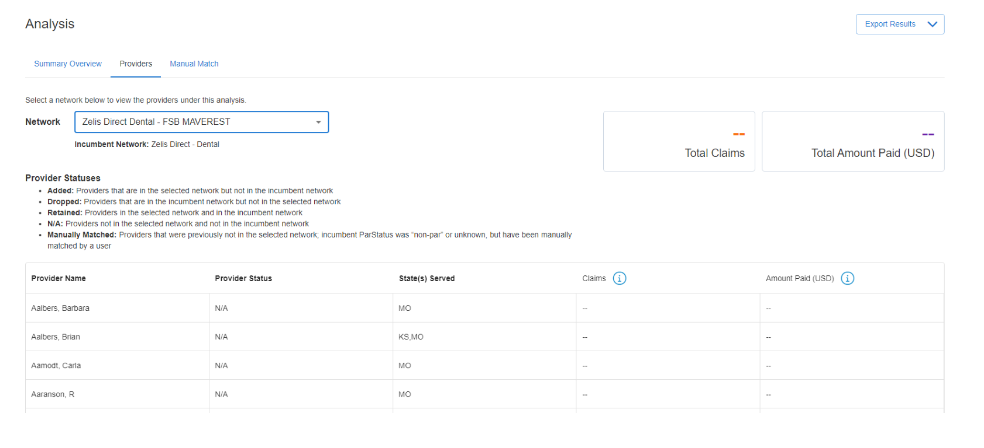 Analysis
Export Results
Summary Overview Providers Manual Match
Select a network below to view the providers under this analysis.
Network Zelis Direct Dental - FSB MAVEREST
Incumbent Network: Zelis Direct - Dental
--
Total Claims
--
Total Amount Paid (USD)
Provider Statuses
• Added: Providers that are in the selected network but not in the incumbent network
• Dropped: Providers that are in the incumbent network but not in the selected network
• Retained: Providers in the selected network and in the incumbent network
• N/A: Providers not in the selected network and not in the incumbent network
• Manually Matched: Providers that were previously not in the selected network; incumbent ParStatus was "non-par" or unknown, but have been manually
matched by a user
Provider Name Provider Status State(s) Served Claims i Amount Paid (USD) i
Aalbers, Barbara N/A MO -- --
Aalbers, Brian N/A KS,MO -- --
Aamodt, Carla N/A MO -- --
Aaranson, R N/A MO -- --